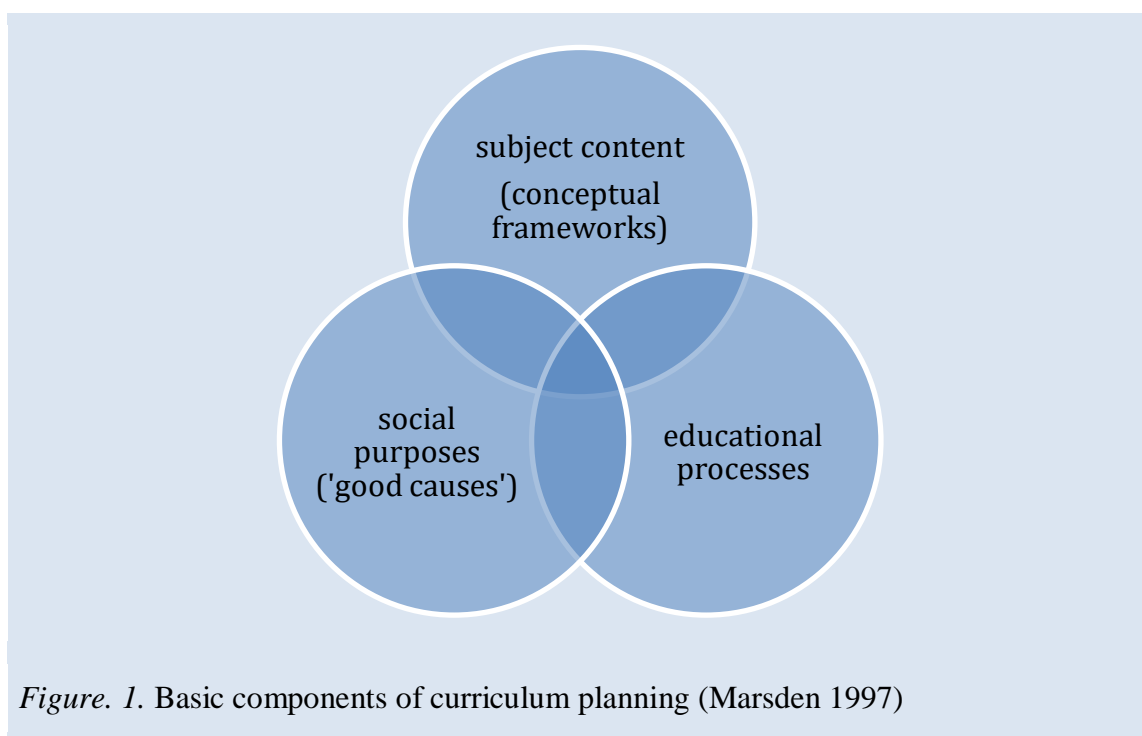 subject content
(conceptual
frameworks)
social
purposes
('good causes')
educational
processes
Figure. 1. Basic components of curriculum planning (Marsden 1997)